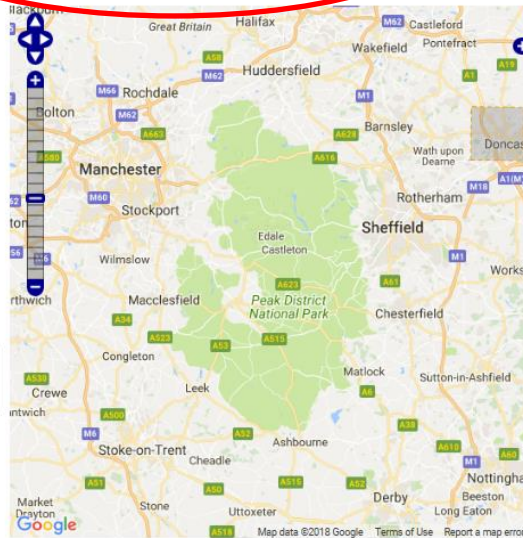 Great Britain
Halifax
M62
Castleford
Wakefield
Pontefract
A58
M62
Huddersfield
A1
A19
M66
Rochdale
M1
Bolton
M62
Barnsley
A663
A628
A580
A616
Wath upon
Dearne
Manchester
M18
A1(M)
M60
Rotherham
Stockport
Sheffield
Edale
Castleton
M1
Wilmslow
A623
A61
Macclesfield
Peak District
National Park
Chesterfield
A34
A523
A53
A515
Congleton
Matlock
A530
Leek
A6
Sutton-in-Ashfield
Crewe
A500
A38
M6
A52
Ashbourne
A610
A60
Stoke-on-Trent
Cheadle
M1
A51
A50
A515
A52
Derby
Beeston
Market
Drayton
Stone
Uttoxeter
Long Eaton
Google
A518
Map data ©2018 Google
Terms of Use
Report a map error